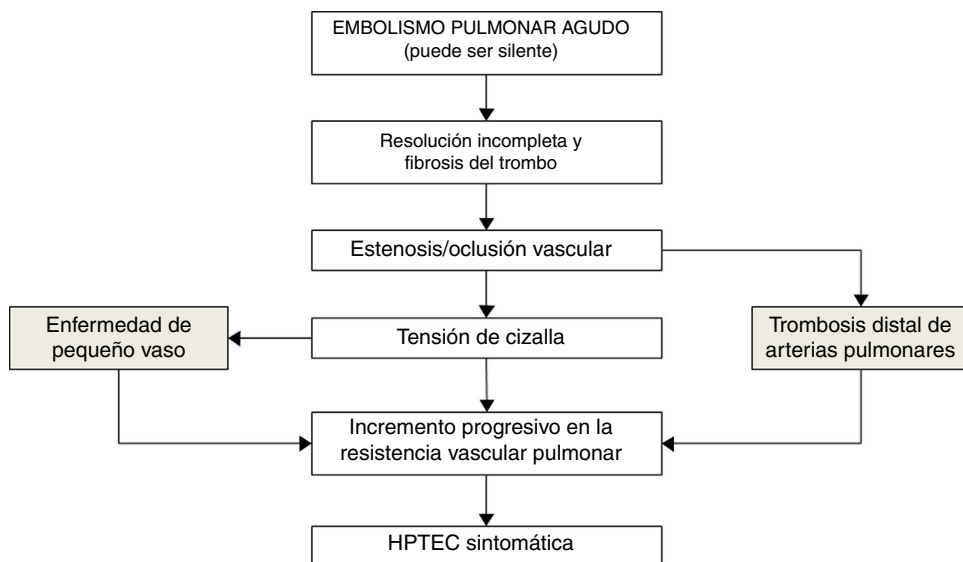 EMBOLISMO PULMONAR AGUDO
(puede ser silente)
Resolución incompleta y
fibrosis del trombo
Estenosis/oclusión vascular
Enfermedad de
pequeño vaso
Tensión de cizalla
Trombosis distal de
arterias pulmonares
Incremento progresivo en la
resistencia vascular pulmonar
HPTEC sintomática